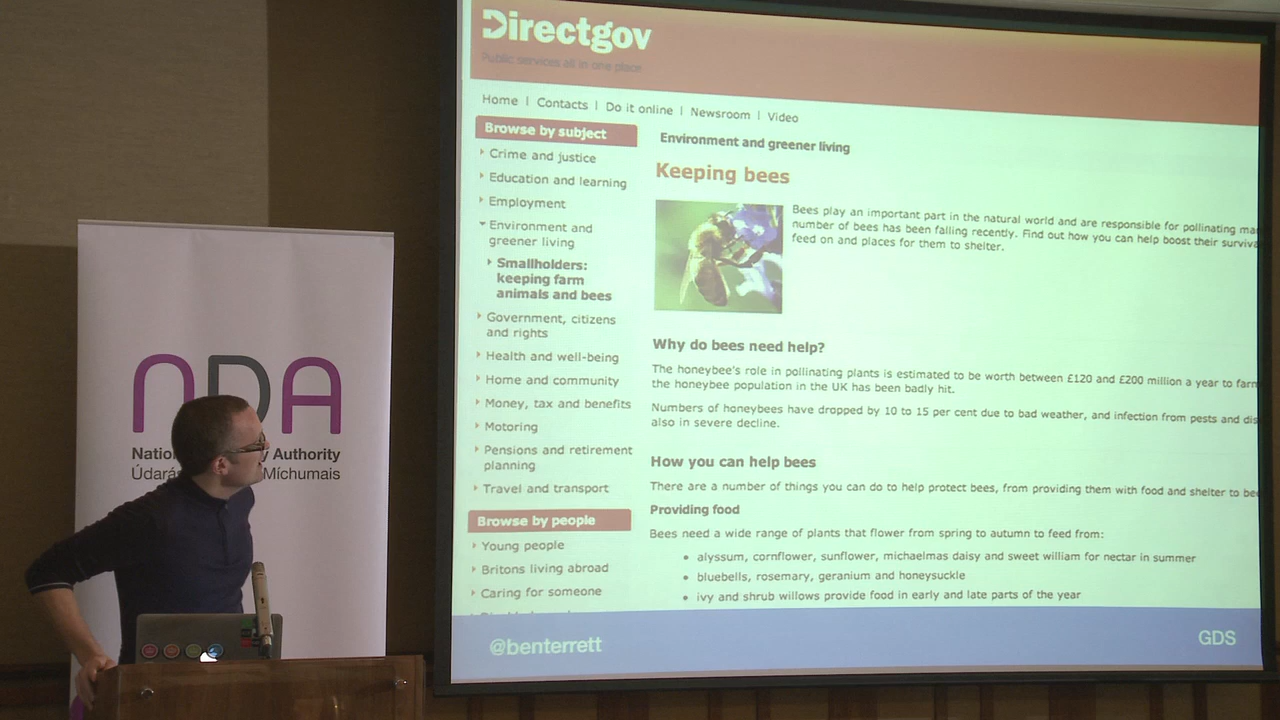 Directgov
Public services all in one place
Home | Contacts | Do it online | Newsroom | Video
Browse by subject
Crime and justice
Education and learning
Employment
Environment and
greener living
Smallholders:
keeping farm
animals and bees
Government, citizens
and rights
Health and well-being
Home and community
Money, tax and benefits
Motoring
Pensions and retirement
planning
Travel and transport
Browse by people
Young people
Britons living abroad
Caring for someone
Environment and greener living
Keeping bees
Bees play an important part in the natural world and are responsible for pollinating
number of bees has been falling recently. Find out how you can help boost their
feed on and places for them to shelter.
Why do bees need help?
The honeybee's role in pollinating plants is estimated to be worth between £120 and £200 million a year to
the honeybee population in the UK has been badly hit.
Numbers of honeybees have dropped by 10 to 15 per cent due to bad weather, and infection from pests and
also in severe decline.
How you can help bees
There are a number of things you can do to help protect bees, from providing them with food and shelter to
Providing food
Bees need a wide range of plants that flower from spring to autumn to feed from:
• alyssum, cornflower, sunflower, michaelmas daisy and sweet william for nectar in summer
• bluebells, rosemary, geranium and honeysuckle
• ivy and shrub willows provide food in early and late parts of the year
@benterrett
GDS
NDA
Authority
Míchumais